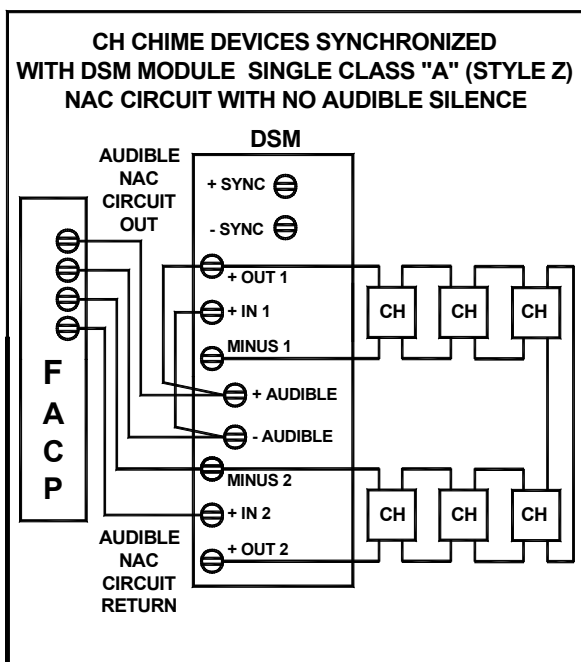 CH CHIME DEVICES SYNCHRONIZED
WITH DSM MODULE SINGLE CLASS "A" (STYLE Z)
NAC CIRCUIT WITH NO AUDIBLE SILENCE
DSM
AUDIBLE
NAC
CIRCUIT
OUT
+ SYNC
- SYNC
+ OUT 1
+ IN 1
MINUS 1
+ AUDIBLE
- AUDIBLE
MINUS 2
+ IN 2
+ OUT 2
F
A
C
P
CH
CH
CH
CH
CH
CH
AUDIBLE
NAC
CIRCUIT
RETURN